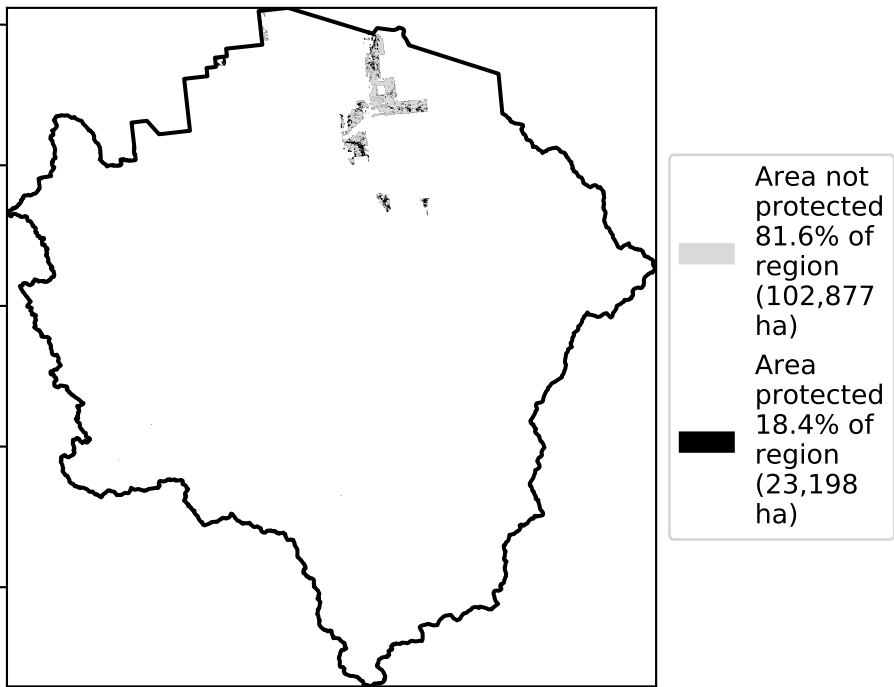 Area not
protected
81.6% of
region
(102,877
ha)
Area
protected
18.4% of
region
(23,198
ha)